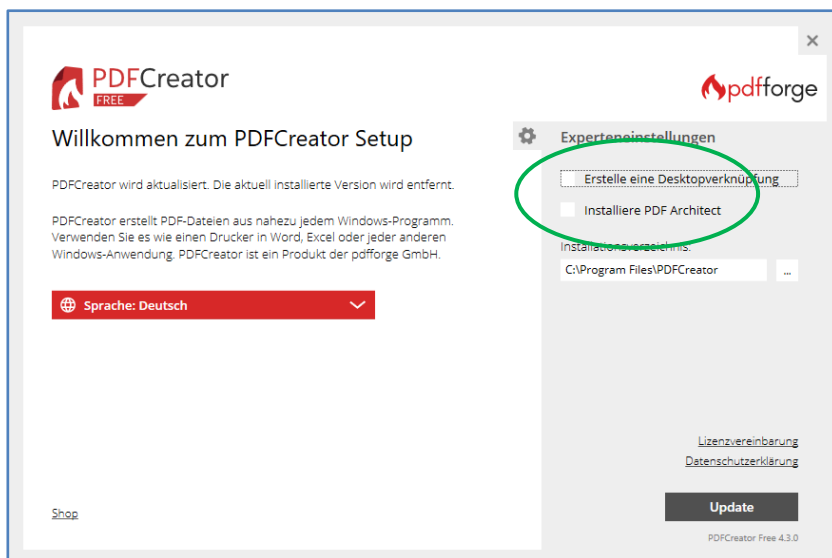 PDFCreator
FREE
pdfforge
Willkommen zum PDFCreator Setup
PDFCreator wird aktualisiert. Die aktuell installierte Version wird entfernt.
PDFCreator erstellt PDF-Dateien aus nahezu jedem Windows-Programm.
Verwenden Sie es wie einen Drucker in Word, Excel oder jeder anderen
Windows-Anwendung. PDFCreator ist ein Produkt der pdfforge GmbH.
Sprache: Deutsch
Shop
Experteneinstellungen
Erstelle eine Desktopverknüpfung
Installiere PDF Architect
Installationsverzeichnis:
C:\Program Files\PDFCreator
...
Lizenzvereinbarung
Datenschutzerklärung
Update
PDFCreator Free 4.3.0